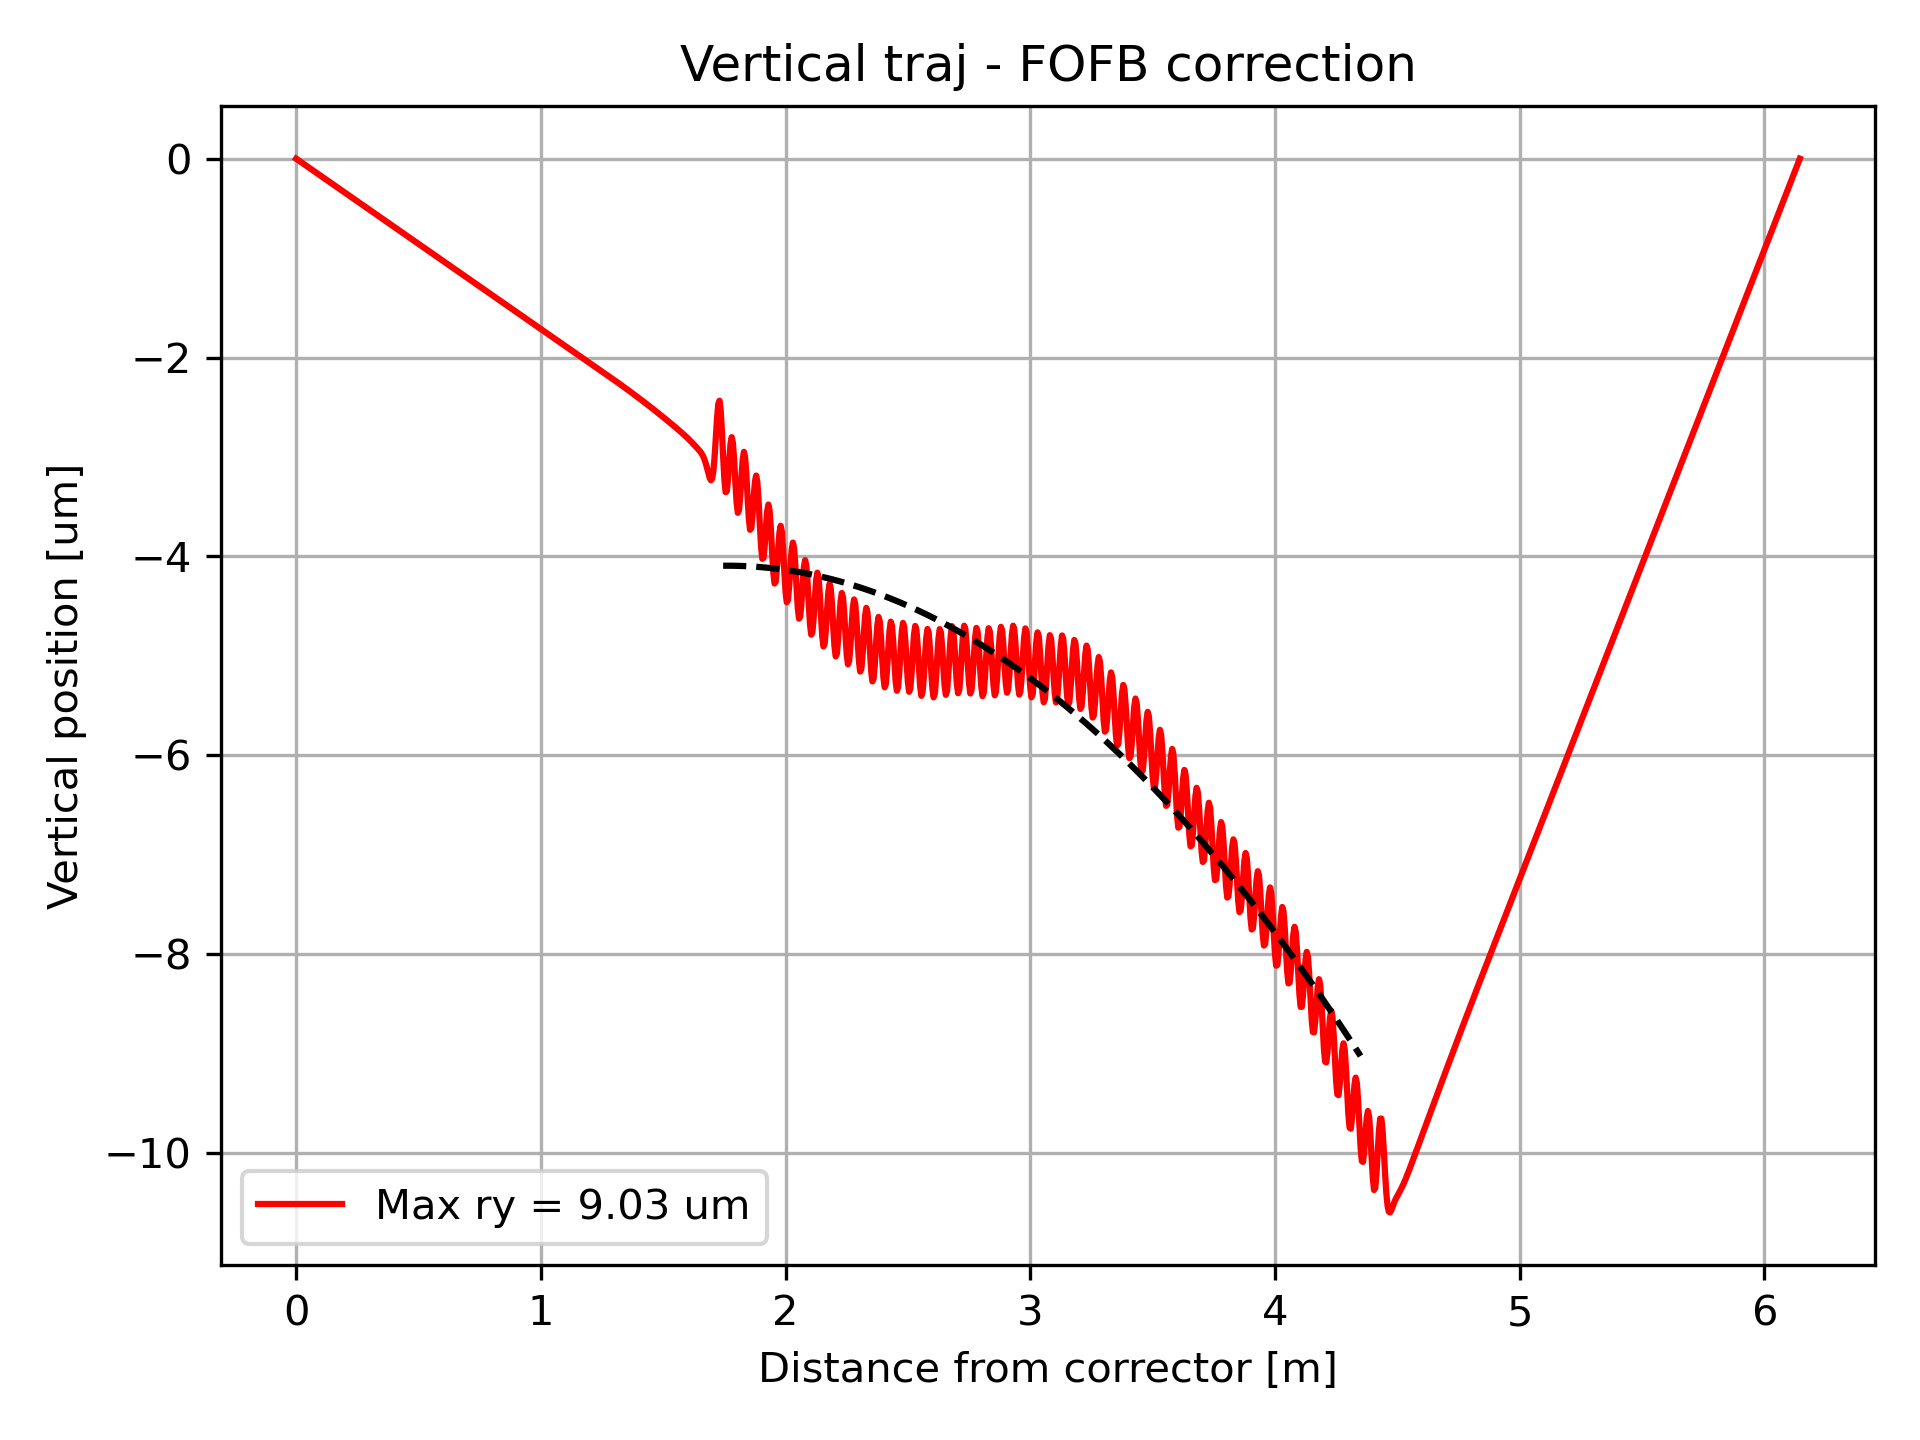 Vertical traj - FOFB correction
0
−2
−4
−6
−8
−10
Vertical position [um]
Max ry = 9.03 um
0 1 2 3 4 5 6
Distance from corrector [m]